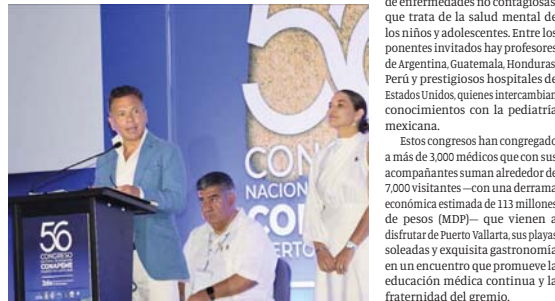 56
CON
NACION
CO
ERTO
56
CONGRESO
CONAPEME
de enfermedades no contagiosas
que trata de la salud mental de
los niños y adolescentes. Entre los
ponentes invitados hay profesores
de Argentina, Guatemala, Honduras
Perú y prestigiosos hospitales de
Estados Unidos, quienes intercambian
conocimientos con la pediatría
mexicana.
Estos congresos han congregado
a más de 3,000 médicos que con sus
acompañantes suman alrededor de
7,000 visitantes —con una derrama
económica estimada de 113 millones
de pesos (MDP)— que vienen a
disfrutar de Puerto Vallarta, sus playas
soleadas y exquisita gastronomía
en un encuentro que promueve la
educación médica continua y la
fraternidad del gremio.